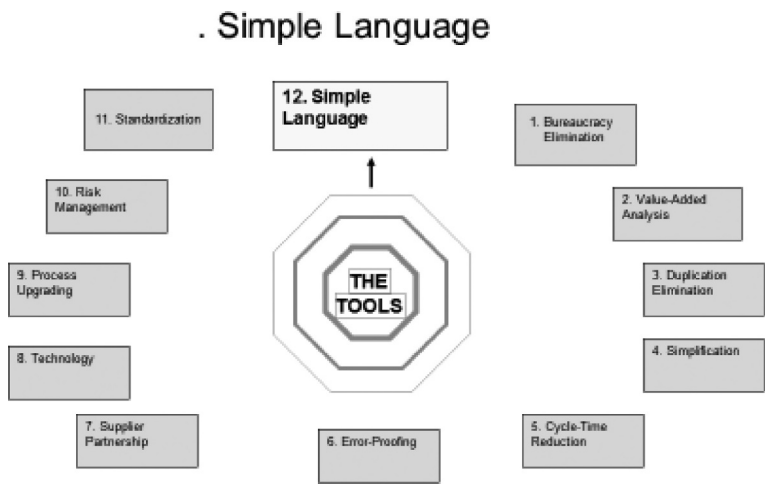 . Simple Language
12. Simple
Language
11. Standardization
1. Bureaucracy
Elimination
10. Risk
Management
2. Value-Added
Analysis
9. Process
Upgrading
THE
TOOLS
3. Duplication
Elimination
8. Technology
4. Simplification
7. Supplier
Partnership
6. Error-Proofing
5. Cycle-Time
Reduction